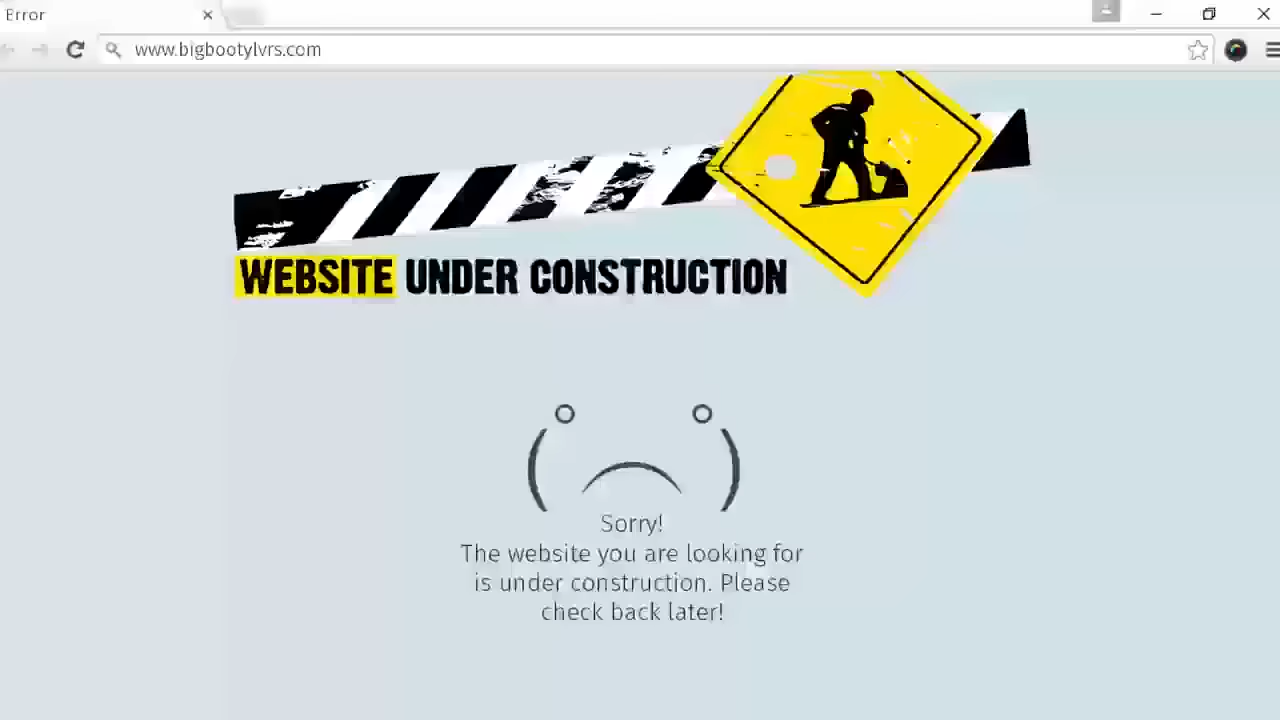 Error
www.bigbootylvrs.com
WEBSITE UNDER CONSTRUCTION
Sorry!
The website you are looking for
is under construction. Please
check back later!